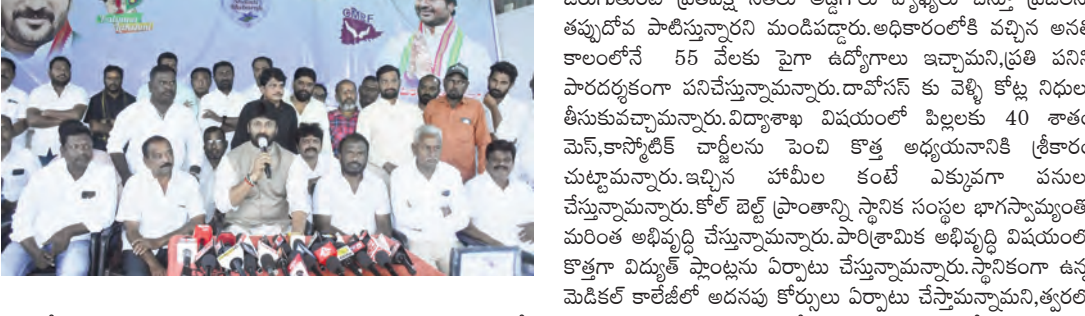 తప్పుదోవ పాటిస్తున్నారని మండిపడ్డారు.అధికారంలోకి వచ్చిన అనతి
కాలంలోనే 55 వేలకు పైగా ఉద్యోగాలు ఇచ్చామని,ప్రతి పనిని
పారదర్శకంగా పనిచేస్తున్నామన్నారు.దావోసస్ కు వెళ్ళి కోట్ల నిధులు
తీసుకువచ్చామన్నారు.విద్యాశాఖ విషయంలో పిల్లలకు 40 శాతం
మెస్,కాస్మోటిక్ చార్జీలను పెంచి కొత్త అధ్యయనానికి శ్రీకారం
చుట్టామన్నారు.ఇచ్చిన హామీల కంటే ఎక్కువగా పనులు
చేస్తున్నామన్నారు.కోల్ బెల్ట్ ప్రాంతాన్ని స్థానిక సంస్థల భాగస్వామ్యంతో
మరింత అభివృద్ధి చేస్తున్నామన్నారు.పారిశ్రామిక అభివృద్ధి విషయంలో
కొత్తగా విద్యుత్ ప్లాంట్లను ఏర్పాటు చేస్తున్నామన్నారు.స్థానికంగా ఉన్న
మెడికల్ కాలేజీలో అదనపు కోర్సులు ఏర్పాటు చేస్తామన్నామని,త్వరలో